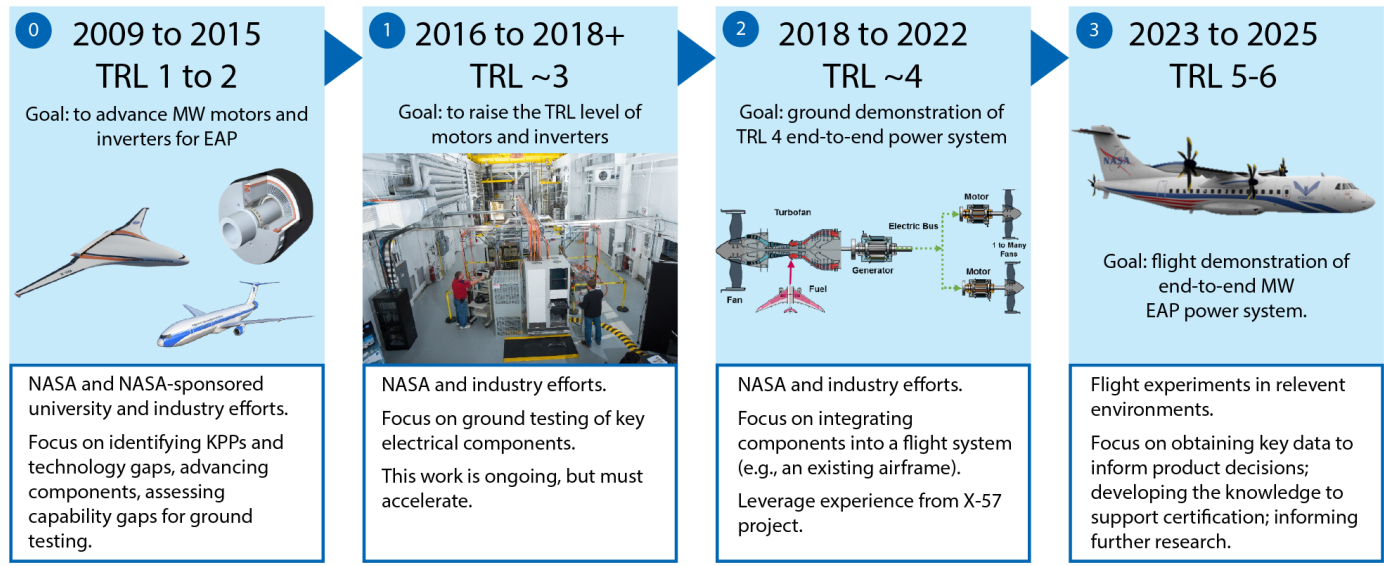 0
2009 to 2015
TRL 1 to 2
Goal: to advance MW motors and
inverters for EAP
NASA and NASA-sponsored
university and industry efforts.
Focus on identifying KPPs and
technology gaps, advancing
components, assessing
capability gaps for ground
testing.
1
2016 to 2018+
TRL ~3
Goal: to raise the TRL level of
motors and inverters
NASA and industry efforts.
Focus on ground testing of key
electrical components.
This work is ongoing, but must
accelerate.
2
2018 to 2022
TRL ~4
Goal: ground demonstration of
TRL 4 end-to-end power system
Turbofan
Fan
Fuel
Generator
Electric Bus
Motor
1 to Many
Fans
Motor
NASA and industry efforts.
Focus on integrating
components into a flight system
(e.g., an existing airframe).
Leverage experience from X-57
project.
3
2023 to 2025
TRL 5-6
NASA
Goal: flight demonstration of
end-to-end MW
EAP power system.
Flight experiments in relevent
environments.
Focus on obtaining key data to
inform product decisions;
developing the knowledge to
support certification; informing
further research.